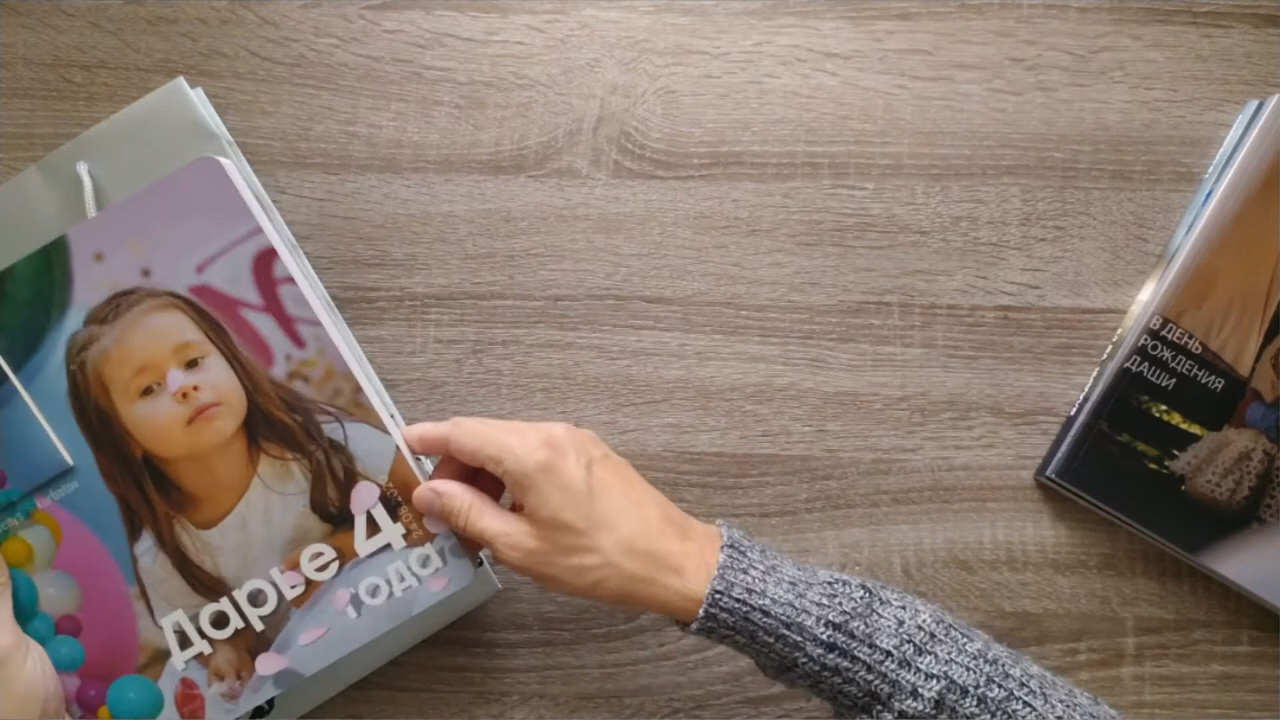 Дарье 4
года
В ДЕНЬ
РОЖДЕНИЯ
ДАШИ